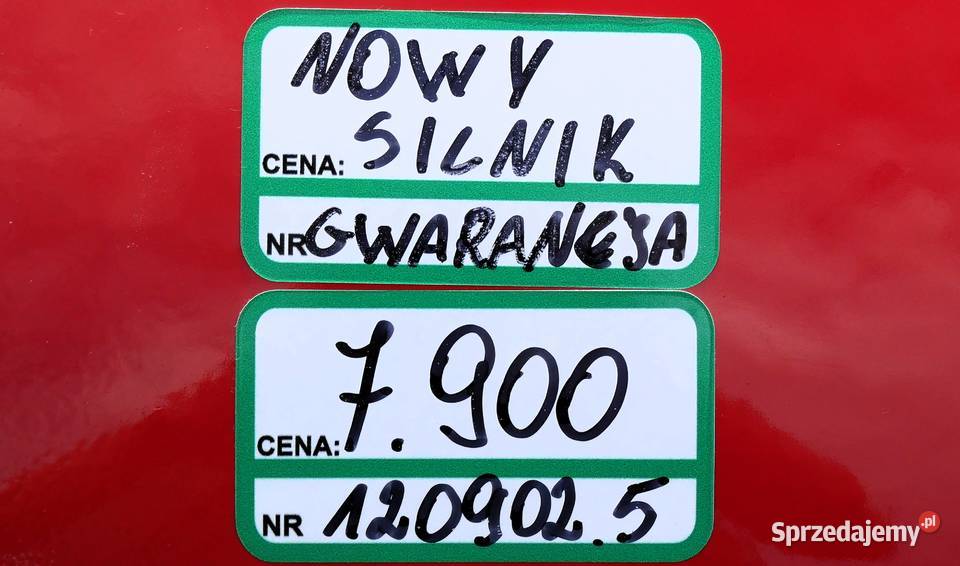 NOWY
CENA: SILNIK
NR GWARANCJA
CENA: 7.900
NR 120902.5
Sprzedajemy.pl